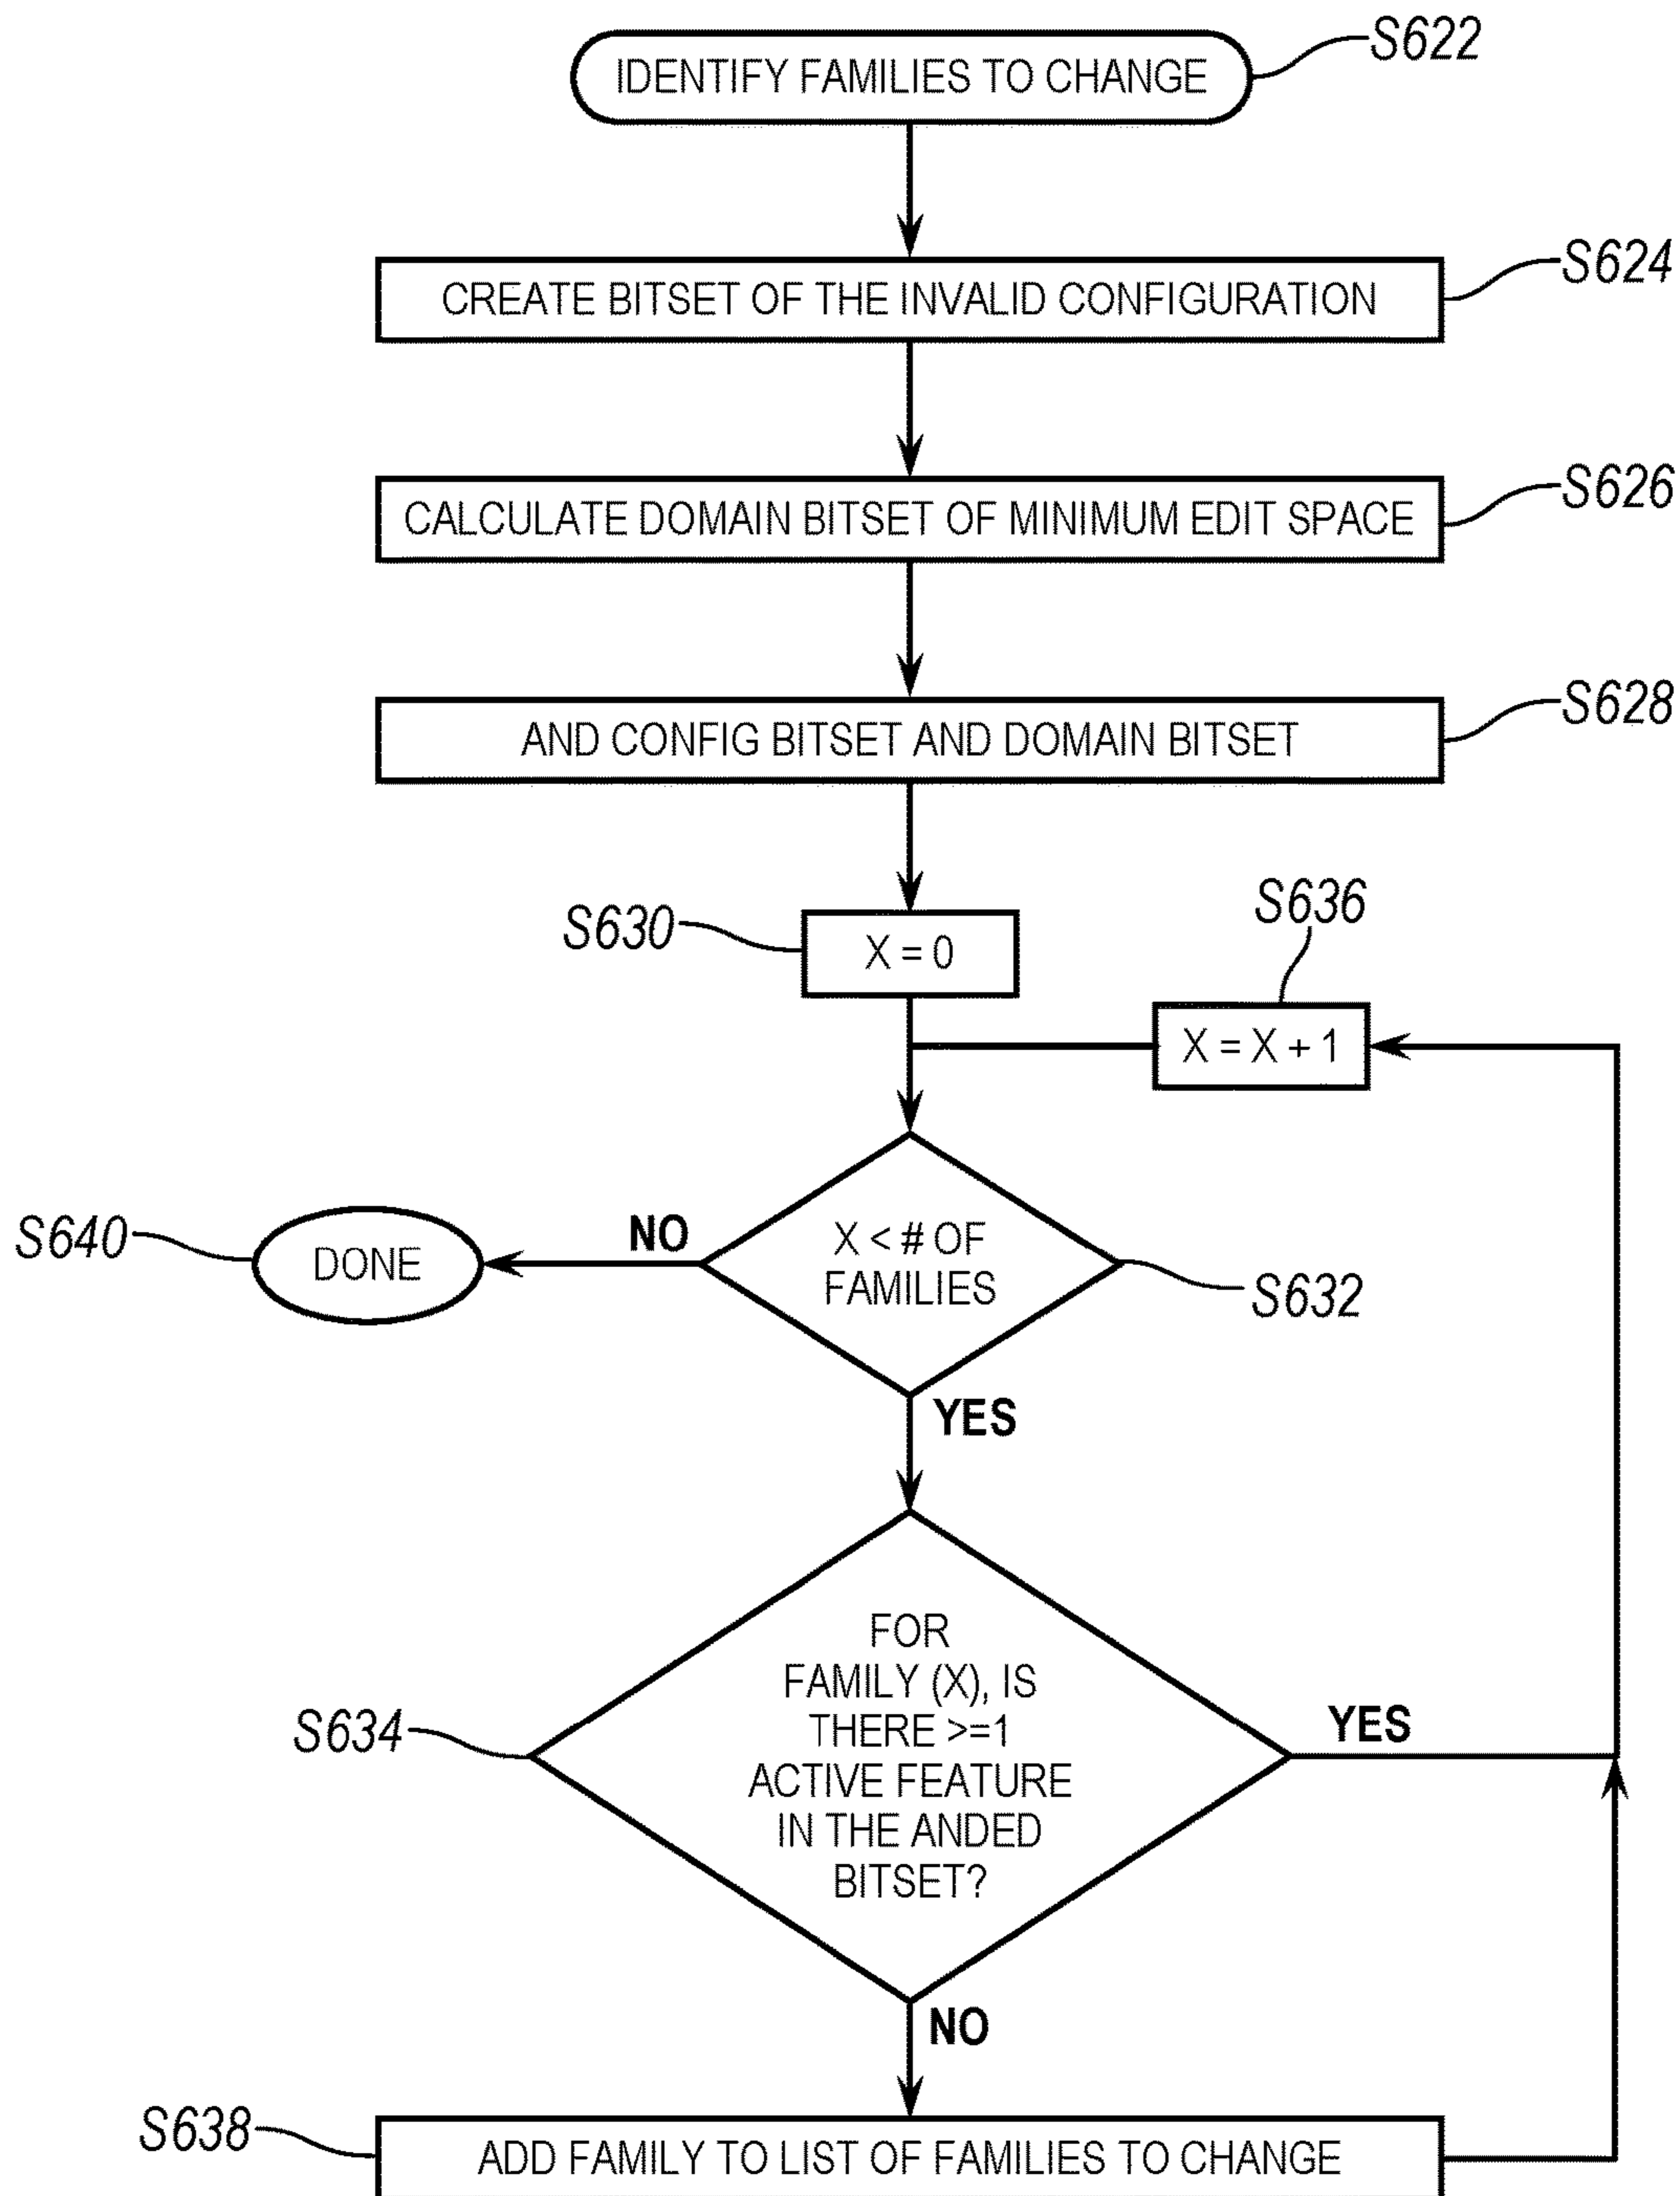 IDENTIFY FAMILIES TO CHANGE
S622
CREATE BITSET OF THE INVALID CONFIGURATION
S624
CALCULATE DOMAIN BITSET OF MINIMUM EDIT SPACE
S626
AND CONFIG BITSET AND DOMAIN BITSET
S628
S630
X = 0
S636
X = X + 1
S640
DONE
NO
X < # OF
FAMILIES
S632
YES
S634
FOR
FAMILY (X), IS
THERE >=1
ACTIVE FEATURE
IN THE ANDED
BITSET?
YES
NO
S638
ADD FAMILY TO LIST OF FAMILIES TO CHANGE